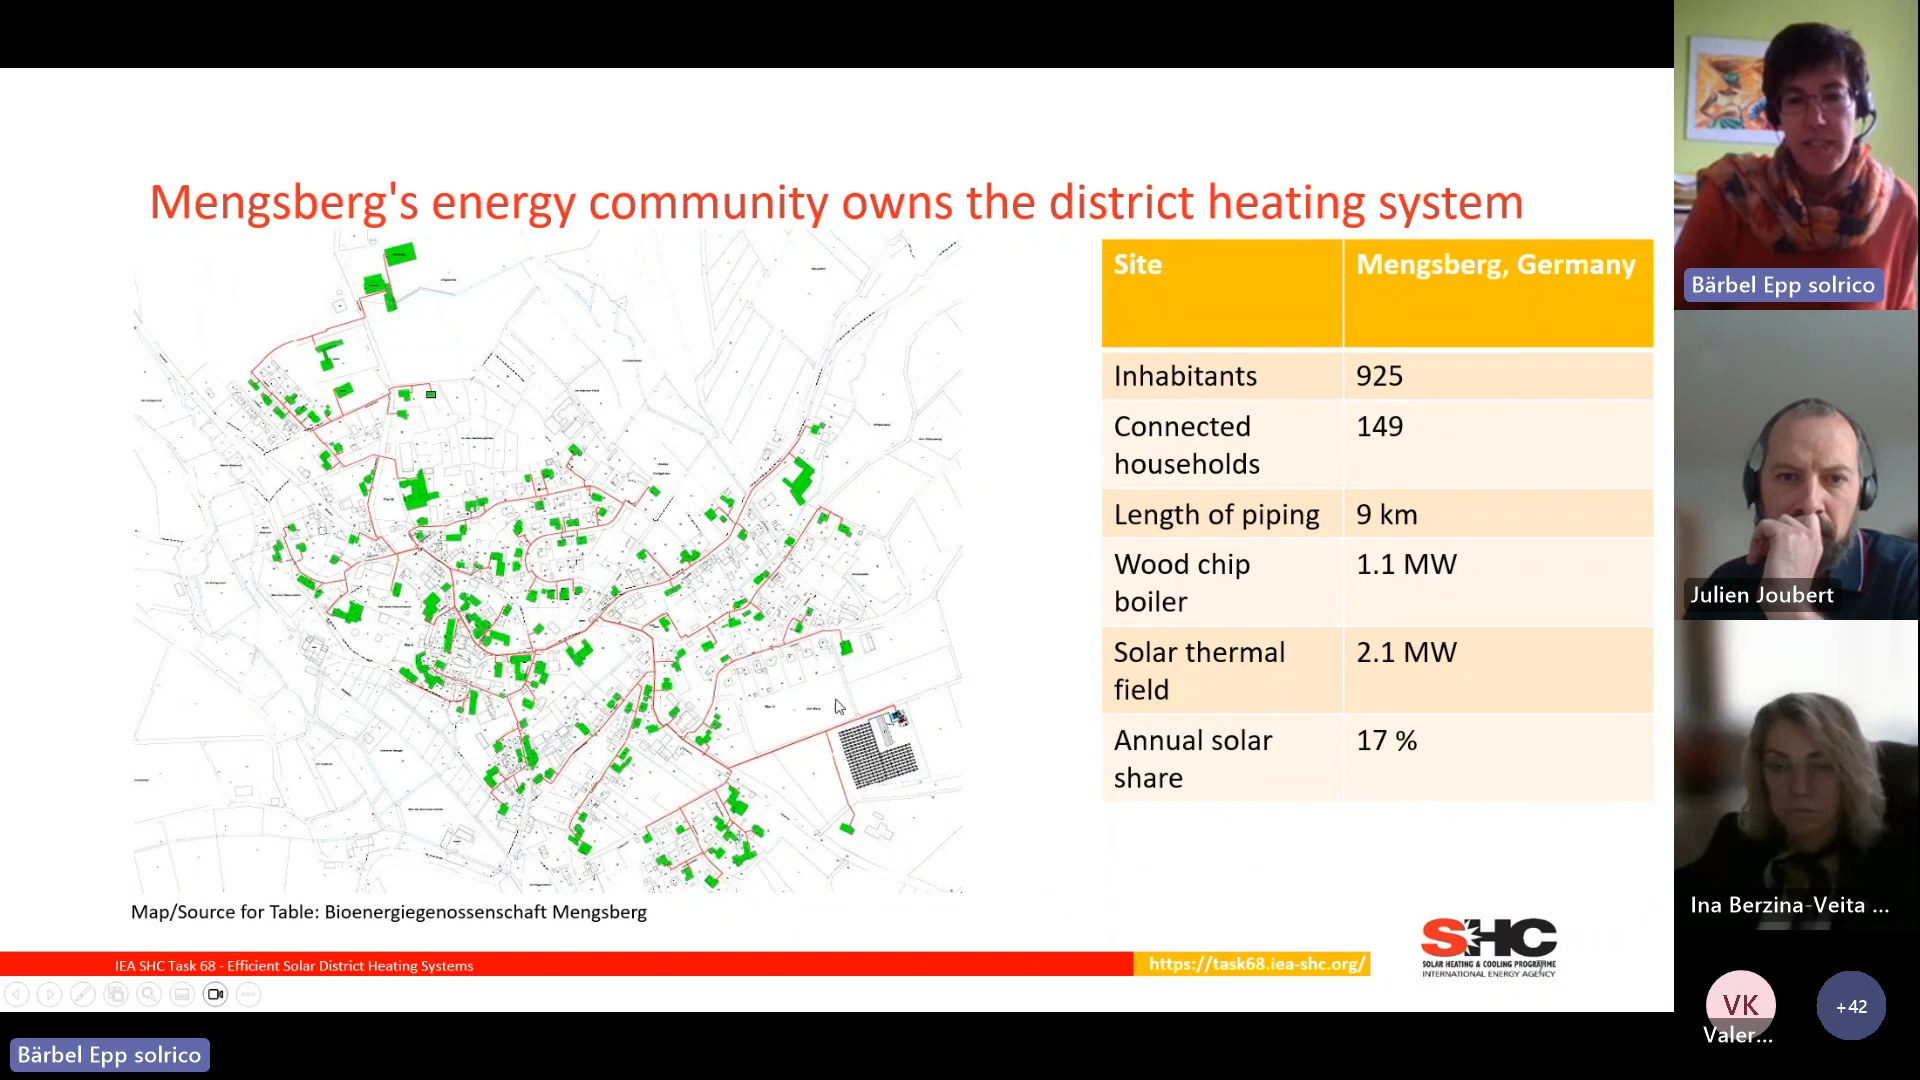 Mengsberg's energy community owns the district heating system
Site
Mengsberg, Germany
Inhabitants
925
Connected
households
149
Length of piping
9 km
Wood chip
boiler
1.1 MW
Solar thermal
field
2.1 MW
Annual solar
share
17 %
Map/Source for Table: Bioenergiegenossenschaft Mengsberg
IEA SHC Task 68 - Efficient Solar District Heating Systems
https://task68.iea-shc.org/
SHC
SOLAR HEATING & COOLING PROGRAMME
INTERNATIONAL ENERGY AGENCY
Bärbel Epp solrico
Bärbel Epp solrico
Julien Joubert
Ina Berzina-Veita ...
VK
Valer...
+42